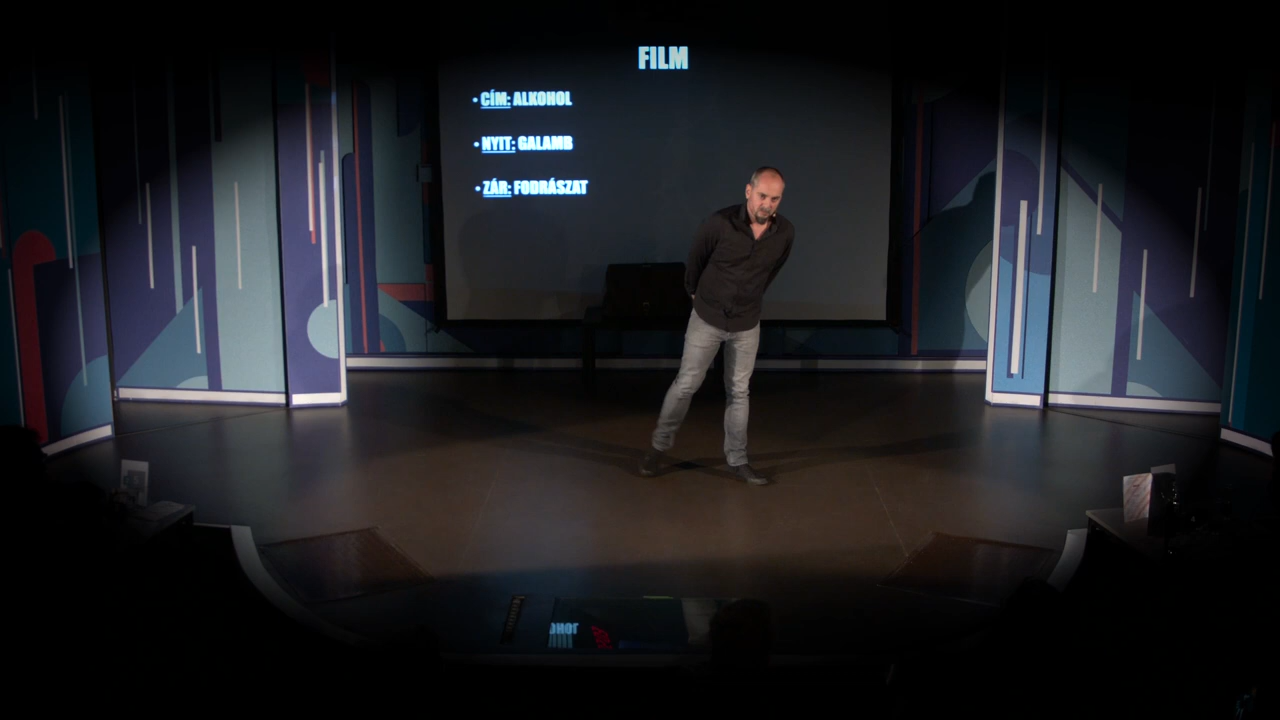 FILM
• CÍM: ALKOHOL
• NYIT: GALAMB
• ZÁR: FODRÁSZAT